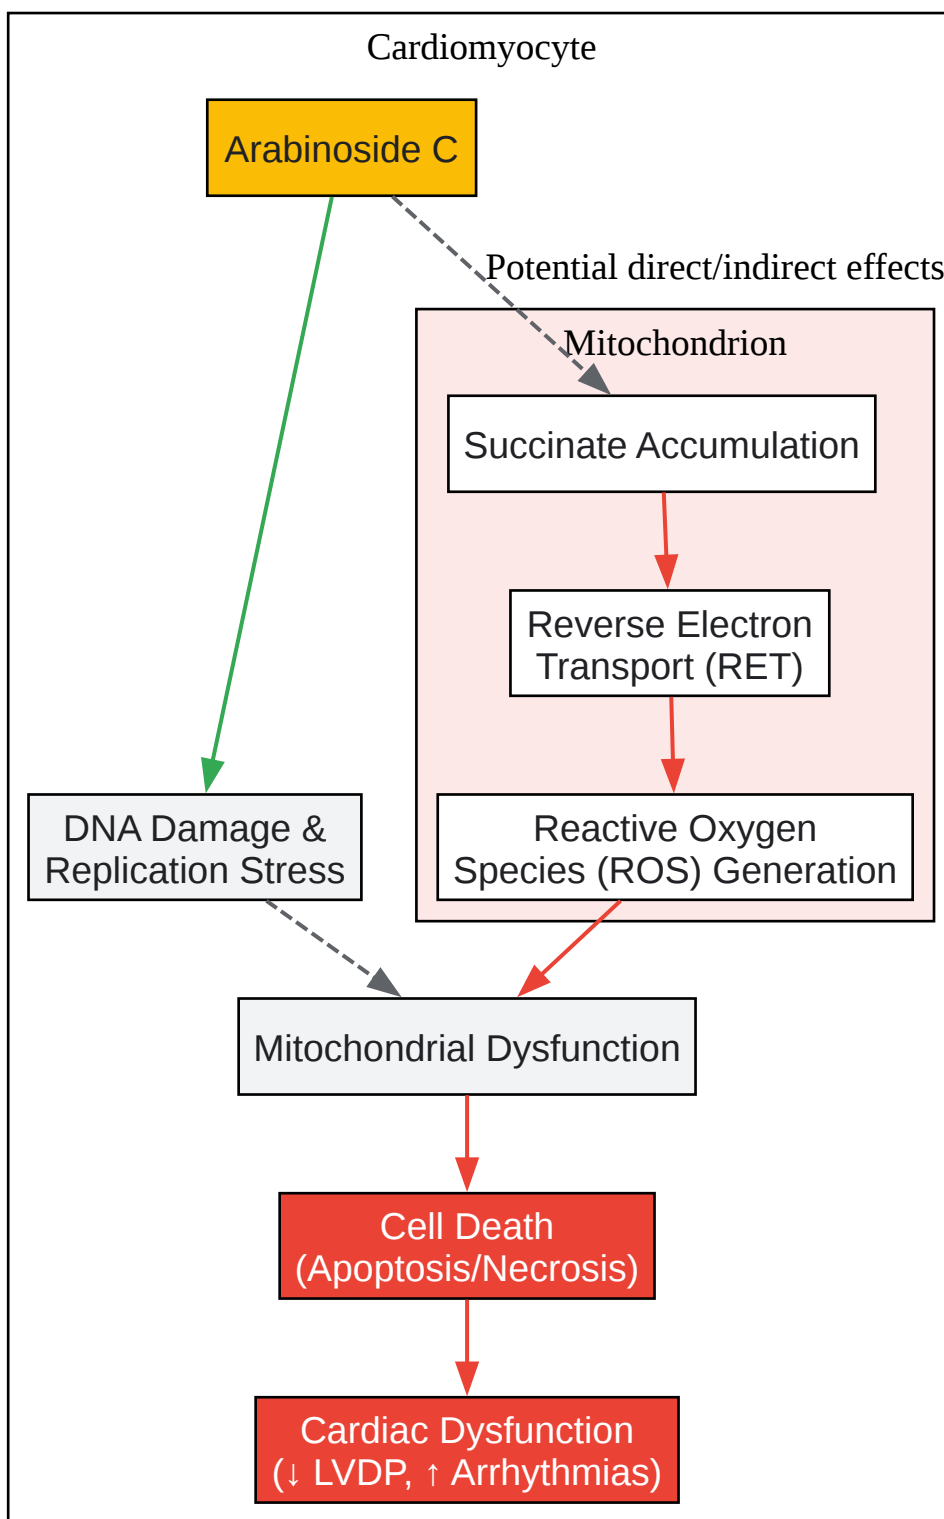 Cardiomyocyte
Arabinoside C
Potential direct/indirect effects
Mitochondrion
Succinate Accumulation
Reverse Electron
Transport (RET)
DNA Damage &
Replication Stress
Reactive Oxygen
Species (ROS) Generation
Mitochondrial Dysfunction
Cell Death
(Apoptosis/Necrosis)
Cardiac Dysfunction
(↓ LVDP, ↑ Arrhythmias)